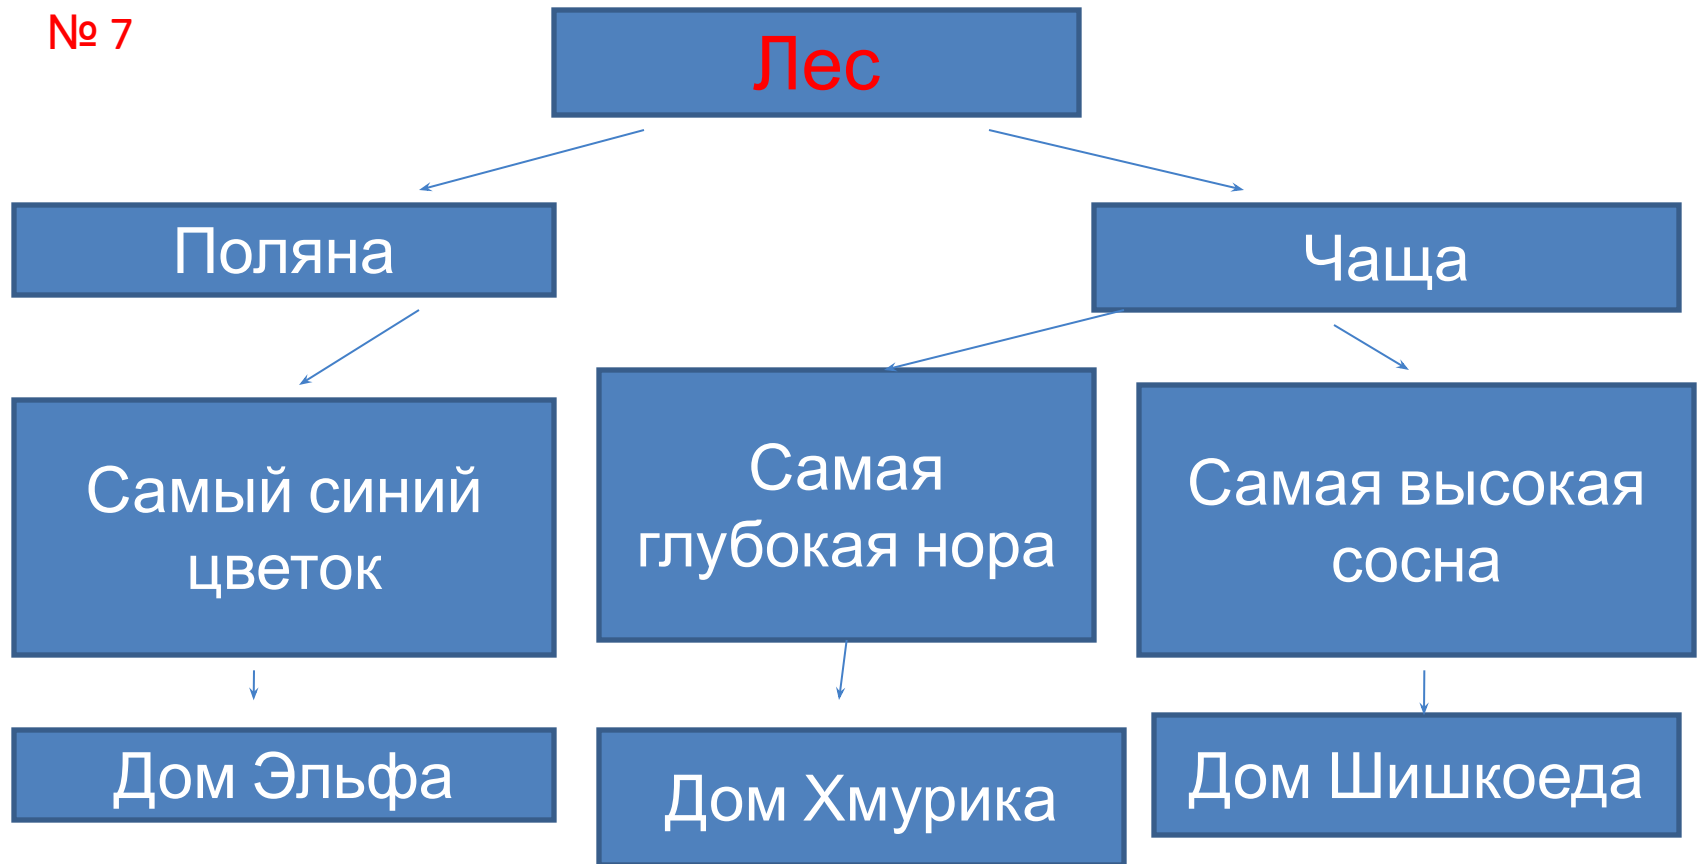 № 7
Лес
Поляна
Чаща
Самый синий
цветок
Самая
глубокая нора
Самая высокая
сосна
Дом Эльфа
Дом Хмурика
Дом Шишкоеда